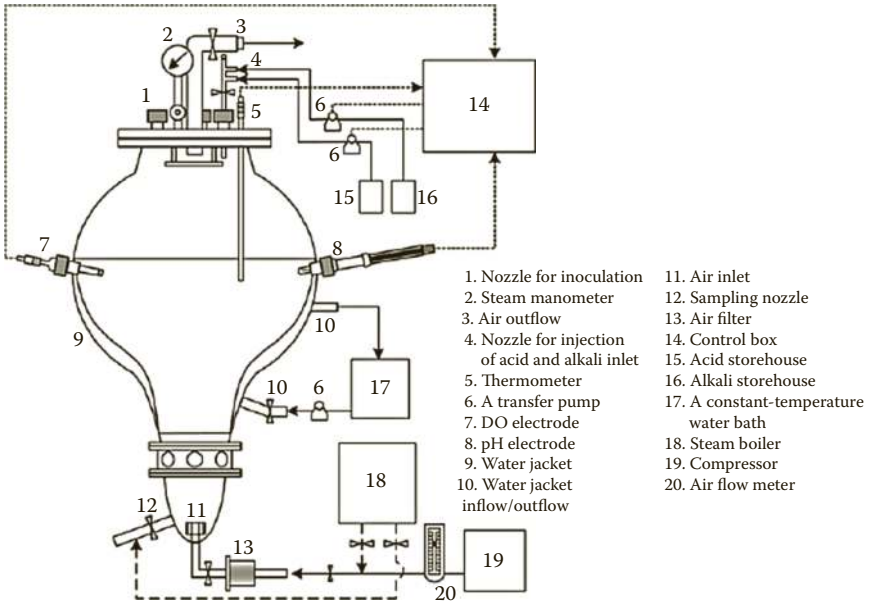 3
2
4
1
5
6
14
6
15
16
7
8
9
10
10
6
17
18
12
11
13
19
20
1. Nozzle for inoculation
2. Steam manometer
3. Air outflow
4. Nozzle for injection
of acid and alkali inlet
5. Thermometer
6. A transfer pump
7. DO electrode
8. pH electrode
9. Water jacket
10. Water jacket
inflow/outflow
11. Air inlet
12. Sampling nozzle
13. Air filter
14. Control box
15. Acid storehouse
16. Alkali storehouse
17. A constant-temperature
water bath
18. Steam boiler
19. Compressor
20. Air flow meter